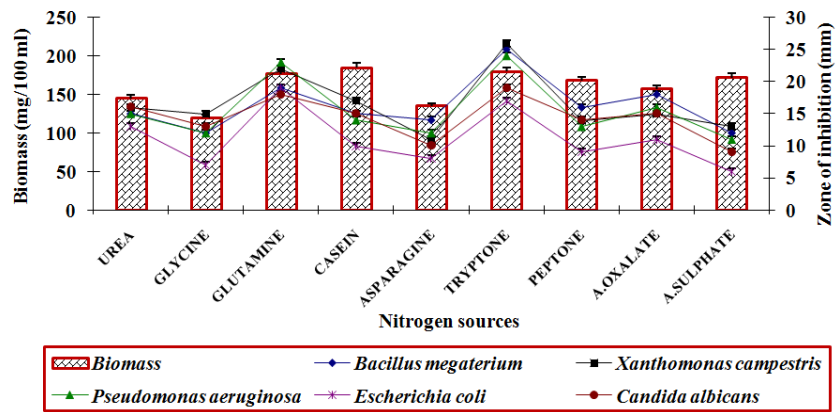 Biomass (mg/100 ml)
250
200
150
100
50
0
30
25
20
15
10
5
0
Zone of inhibition (mm)
UREA
GLYCINE
GLUTAMINE
CASEIN
ASPARAGINE
TRYPTONE
PEPTONE
A.OXALATE
A.SULPHATE
Nitrogen sources
Biomass Bacillus megaterium Xanthomonas campestris
Pseudomonas aeruginosa Escherichia coli Candida albicans